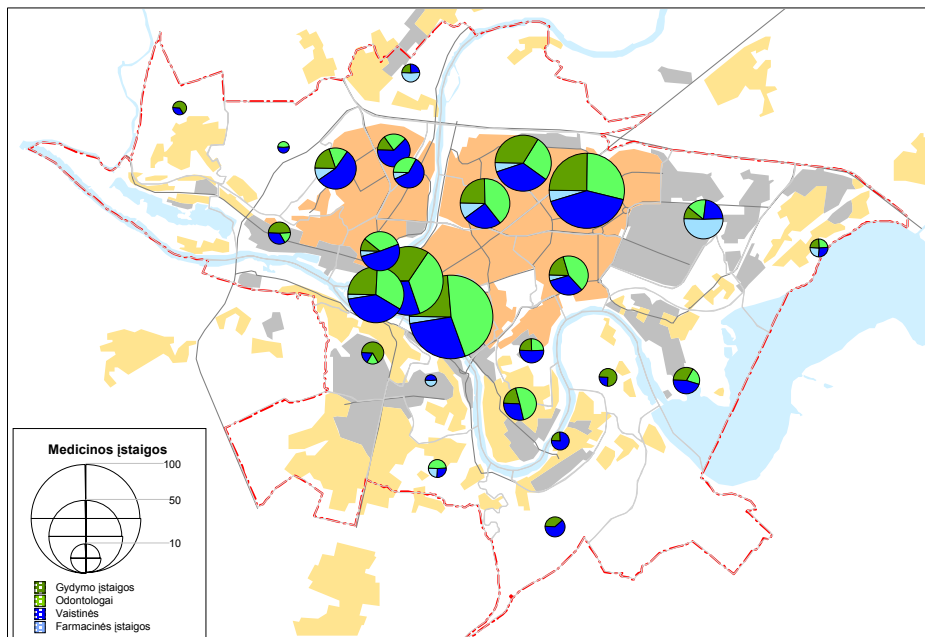 Medicinos įstaigos
100
50
10
Gydymo įstaigos
Odontologai
Vaistinės
Farmacinės įstaigos